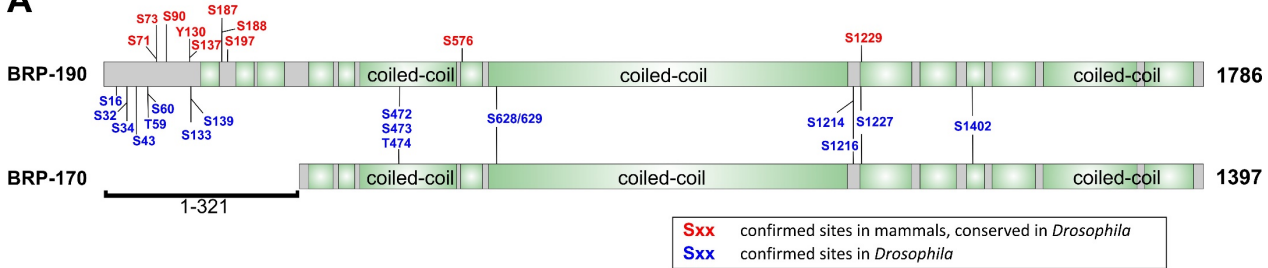 A
S187
S73 S90
S188
Y130
S71 S137 S197 S576 S1229
BRP-190 coiled-coil coiled-coil coiled-coil 1786
S16 S60
S32 T59 S139 S472 S628/629 S1214 S1227 S1402
S34 S133 S473
S43 T474 S1216
BRP-170 coiled-coil coiled-coil coiled-coil 1397
1-321
Sxx confirmed sites in mammals, conserved in Drosophila
Sxx confirmed sites in Drosophila